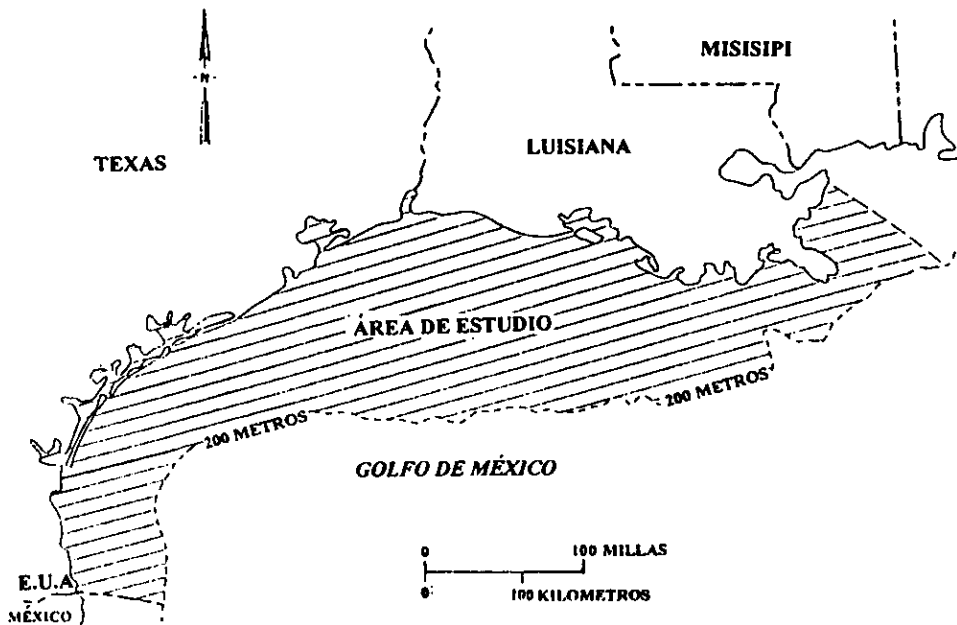 MISISIPI
N
TEXAS
LUISIANA
ÁREA DE ESTUDIO
200 METROS
200 METROS
GOLFO DE MÉXICO
0 100 MILLAS
0 100 KILOMETROS
E.U.A
MÉXICO